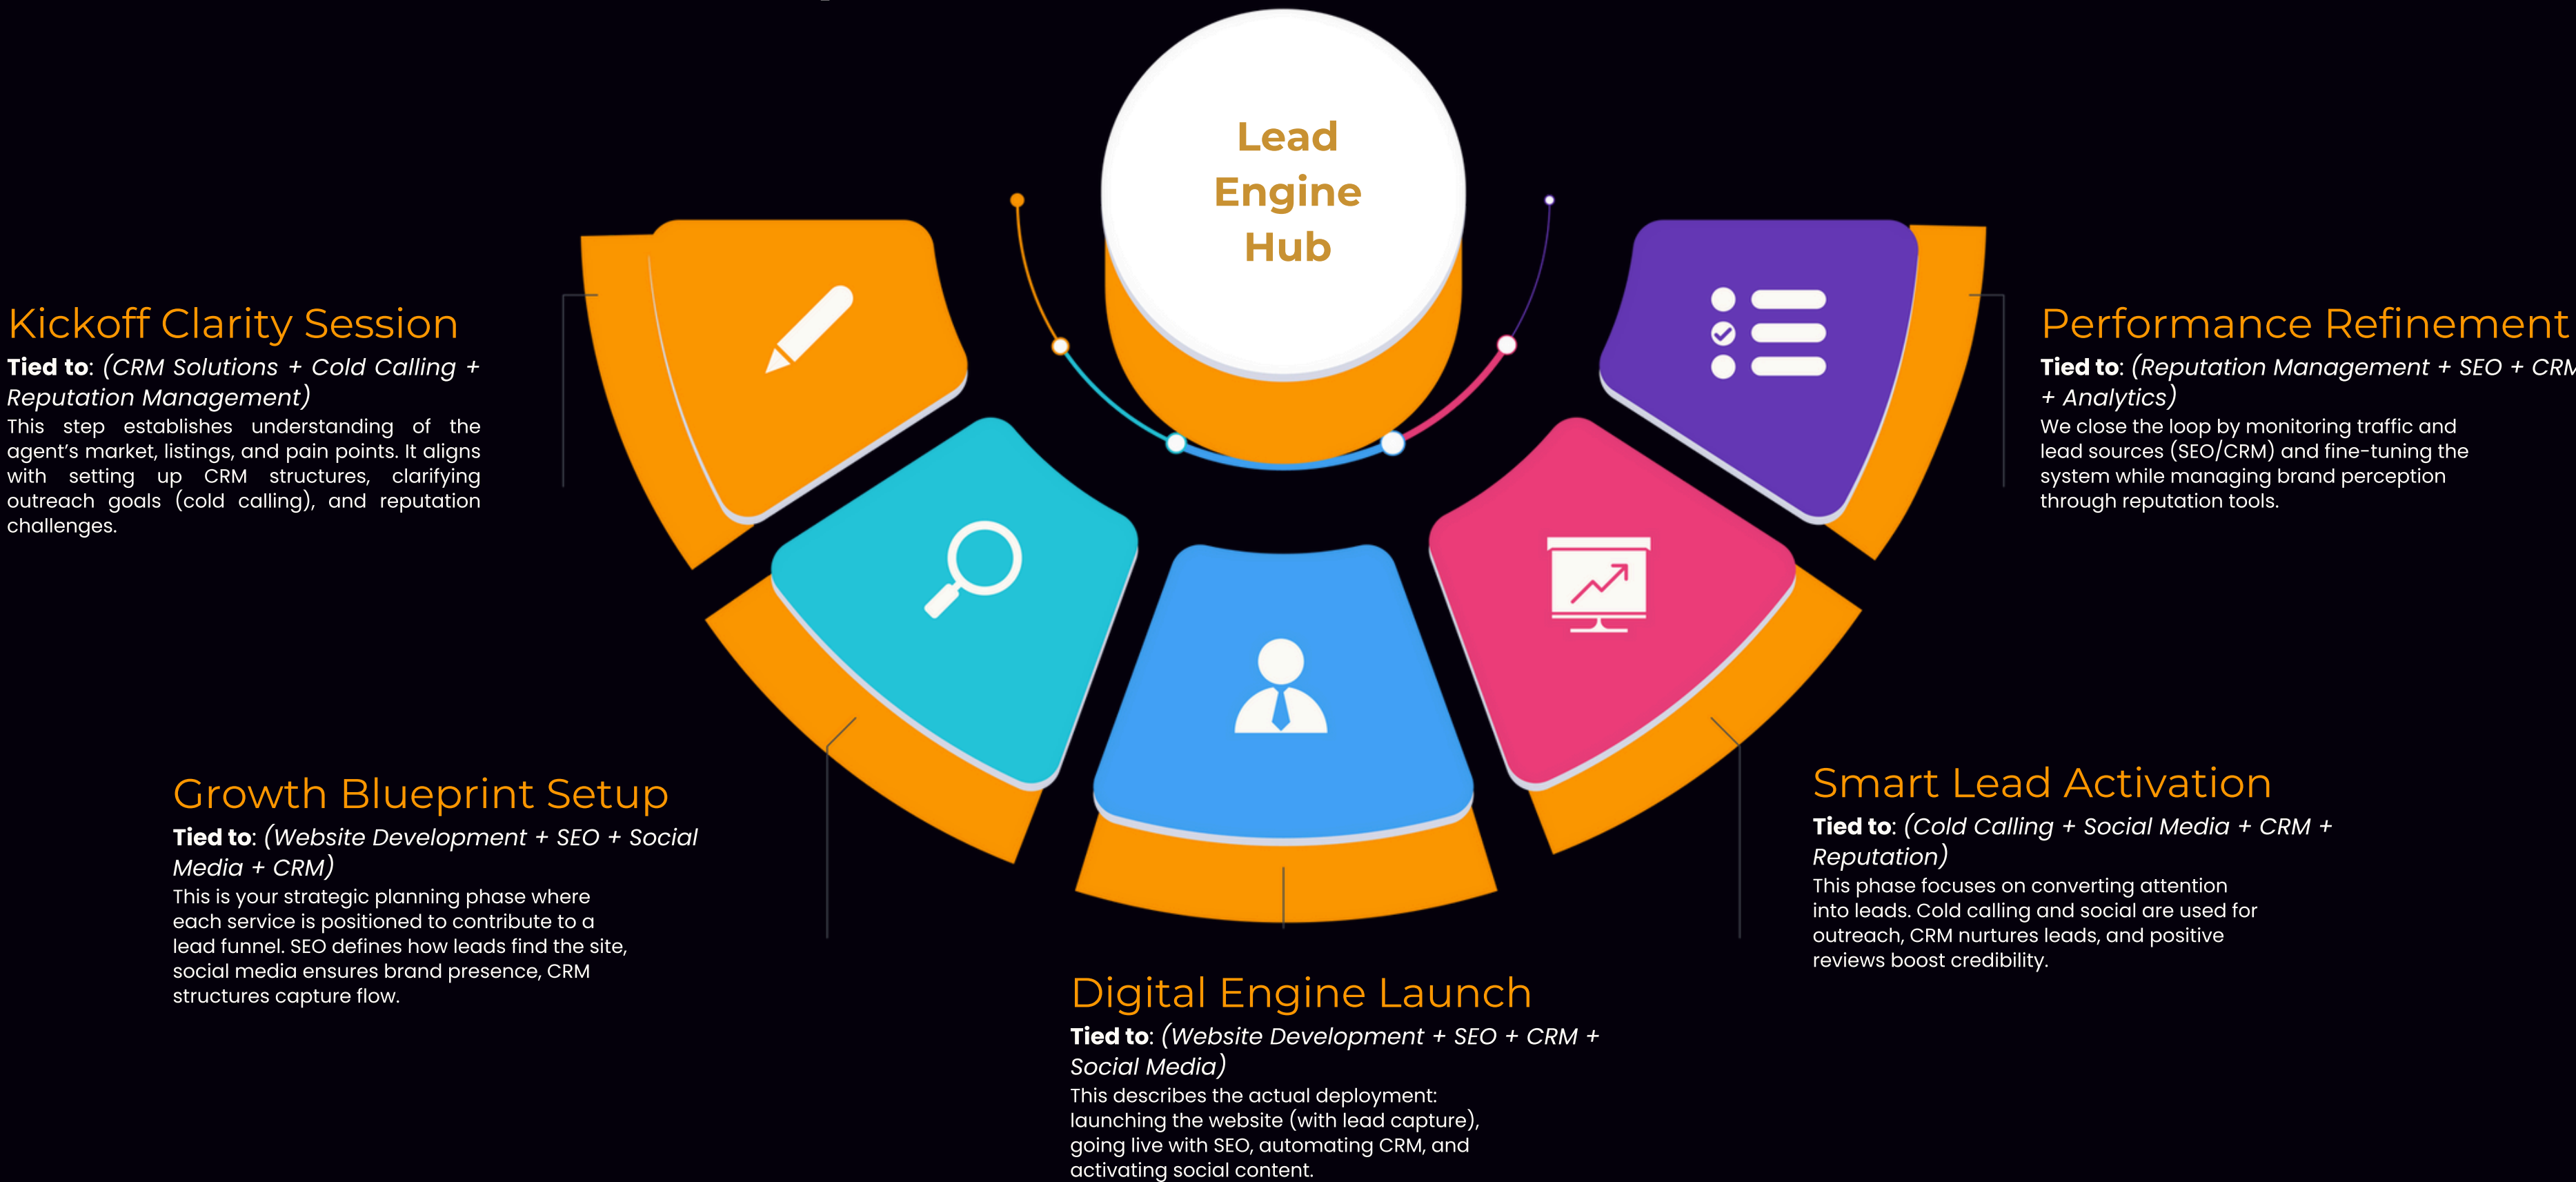 Lead
Engine
Hub
Kickoff Clarity Session
Tied to: (CRM Solutions + Cold Calling +
Reputation Management)
This step establishes understanding of the
agent’s market, listings, and pain points. It aligns
with setting up CRM structures, clarifying
outreach goals (cold calling), and reputation
challenges.
Growth Blueprint Setup
Tied to: (Website Development + SEO + Social
Media + CRM)
This is your strategic planning phase where
each service is positioned to contribute to a
lead funnel. SEO defines how leads find the site,
social media ensures brand presence, CRM
structures capture flow.
Digital Engine Launch
Tied to: (Website Development + SEO + CRM +
Social Media)
This describes the actual deployment:
launching the website (with lead capture),
going live with SEO, automating CRM, and
activating social content.
Smart Lead Activation
Tied to: (Cold Calling + Social Media + CRM +
Reputation)
This phase focuses on converting attention
into leads. Cold calling and social are used for
outreach, CRM nurtures leads, and positive
reviews boost credibility.
Performance Refinement
Tied to: (Reputation Management + SEO + CRM
+ Analytics)
We close the loop by monitoring traffic and
lead sources (SEO/CRM) and fine-tuning the
system while managing brand perception
through reputation tools.